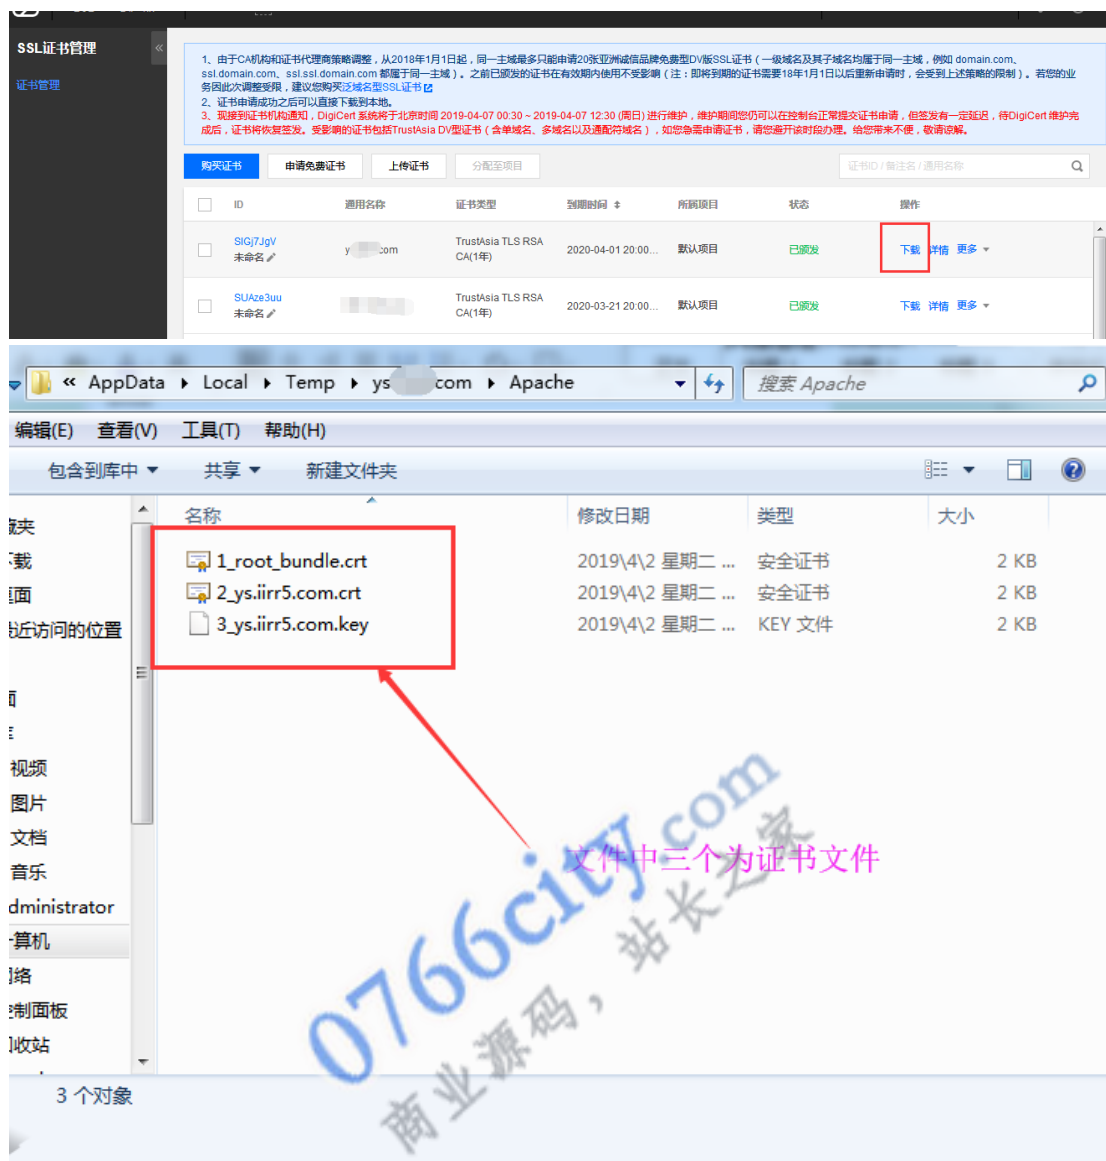 SSL证书管理
«
证书管理
1、由于CA机构和证书代理商策略调整，从2018年1月1日起，同一主域最多只能申请20张亚洲诚信品牌免费型DV版SSL证书（一级域名及其子域名均属于同一主域，例如 domain.com、
ssl.domain.com、ssl.ssl.domain.com 都属于同一主域）。之前已颁发的证书在有效期内使用不受影响（注：即将到期的证书需要18年1月1日以后重新申请时，会受到上述策略的限制）。若您的业
务因此次调整受限，建议您购买泛域名型SSL证书
2、证书申请成功之后可以直接下载到本地。
3、现接到证书机构通知，DigiCert 系统将于北京时间 2019-04-07 00:30 ~ 2019-04-07 12:30 (周日) 进行维护，维护期间您仍可以在控制台正常提交证书申请，但签发有一定延迟，待DigiCert 维护完
成后，证书将恢复签发。受影响的证书包括TrustAsia DV型证书（含单域名、多域名以及通配符域名），如您急需申请证书，请您避开该时段办理。给您带来不便，敬请谅解。
购买证书 申请免费证书 上传证书 分配至项目 证书ID / 备注名 / 通用名称
ID 通用名称 证书类型 到期时间 所属项目 状态 操作
SIGj7JgV
未命名
y com
TrustAsia TLS RSA
CA(1年)
2020-04-01 20:00... 默认项目 已颁发 下载 详情 更多
SUAze3uu
未命名
TrustAsia TLS RSA
CA(1年)
2020-03-21 20:00... 默认项目 已颁发 下载 详情 更多
« AppData Local Temp ys com Apache 搜索 Apache
编辑(E) 查看(V) 工具(T) 帮助(H)
包含到库中 共享 新建文件夹
名称 修改日期 类型 大小
1_root_bundle.crt 2019\4\2 星期二 ... 安全证书 2 KB
2_ys.iirr5.com.crt 2019\4\2 星期二 ... 安全证书 2 KB
3_ys.iirr5.com.key 2019\4\2 星期二 ... KEY 文件 2 KB
近访问的位置
视频
图片
文档
音乐
dministrator
算机
络
制面板
收站
文件中三个为证书文件
0766city.com
商业源码，站长之家
3 个对象